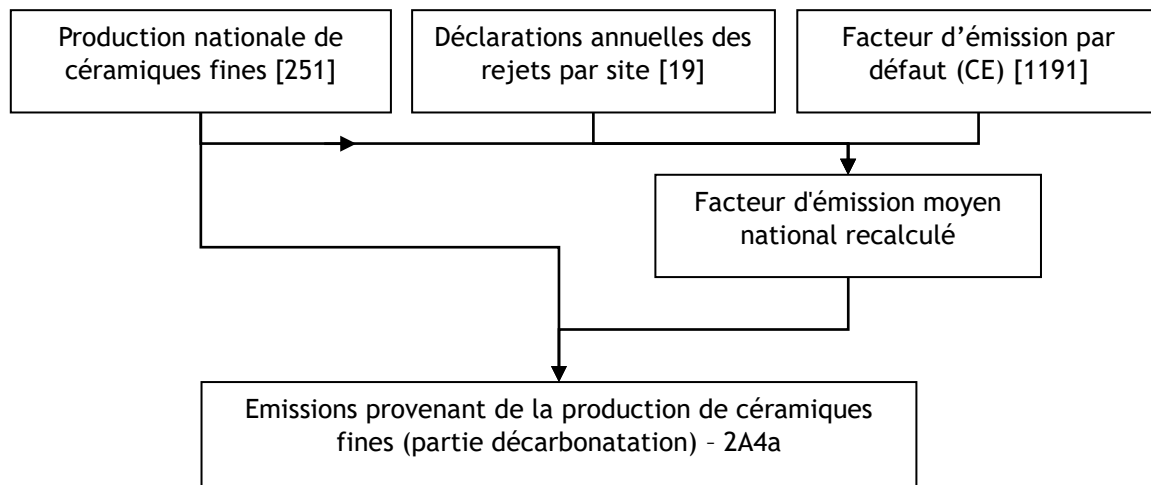 Production nationale de
céramiques fines [251]
Déclarations annuelles des
rejets par site [19]
Facteur d’émission par
défaut (CE) [1191]
Facteur d'émission moyen
national recalculé
Emissions provenant de la production de céramiques
fines (partie décarbonatation) – 2A4a